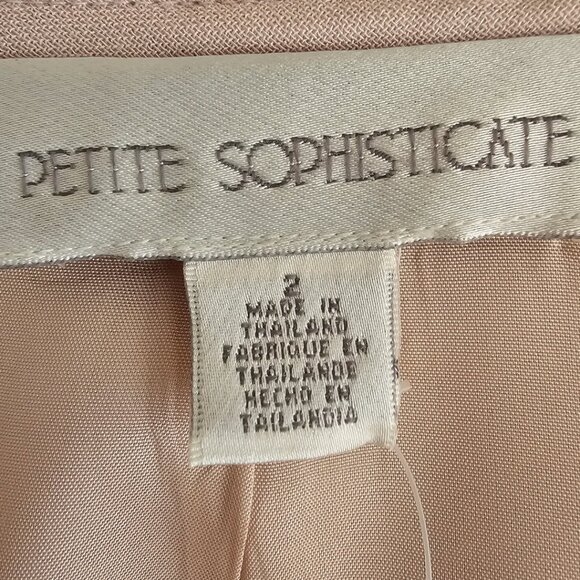 PETITE SOPHISTICATE
2
MADE IN
THAILAND
FABRIQUE EN
THAILANDE
HECHO EN
TAILANDIA